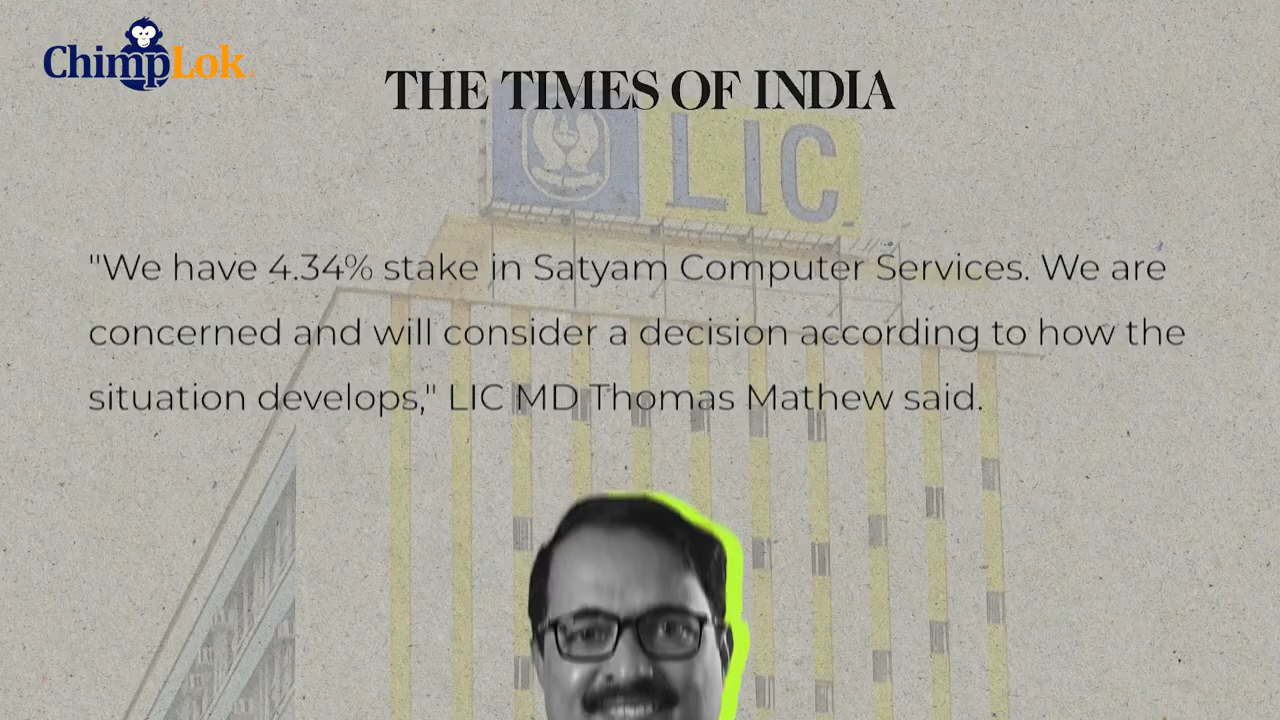 ChimpLok
THE TIMES OF INDIA
LIC
"We have 4.34% stake in Satyam Computer Services. We are
concerned and will consider a decision according to how the
situation develops," LIC MD Thomas Mathew said.